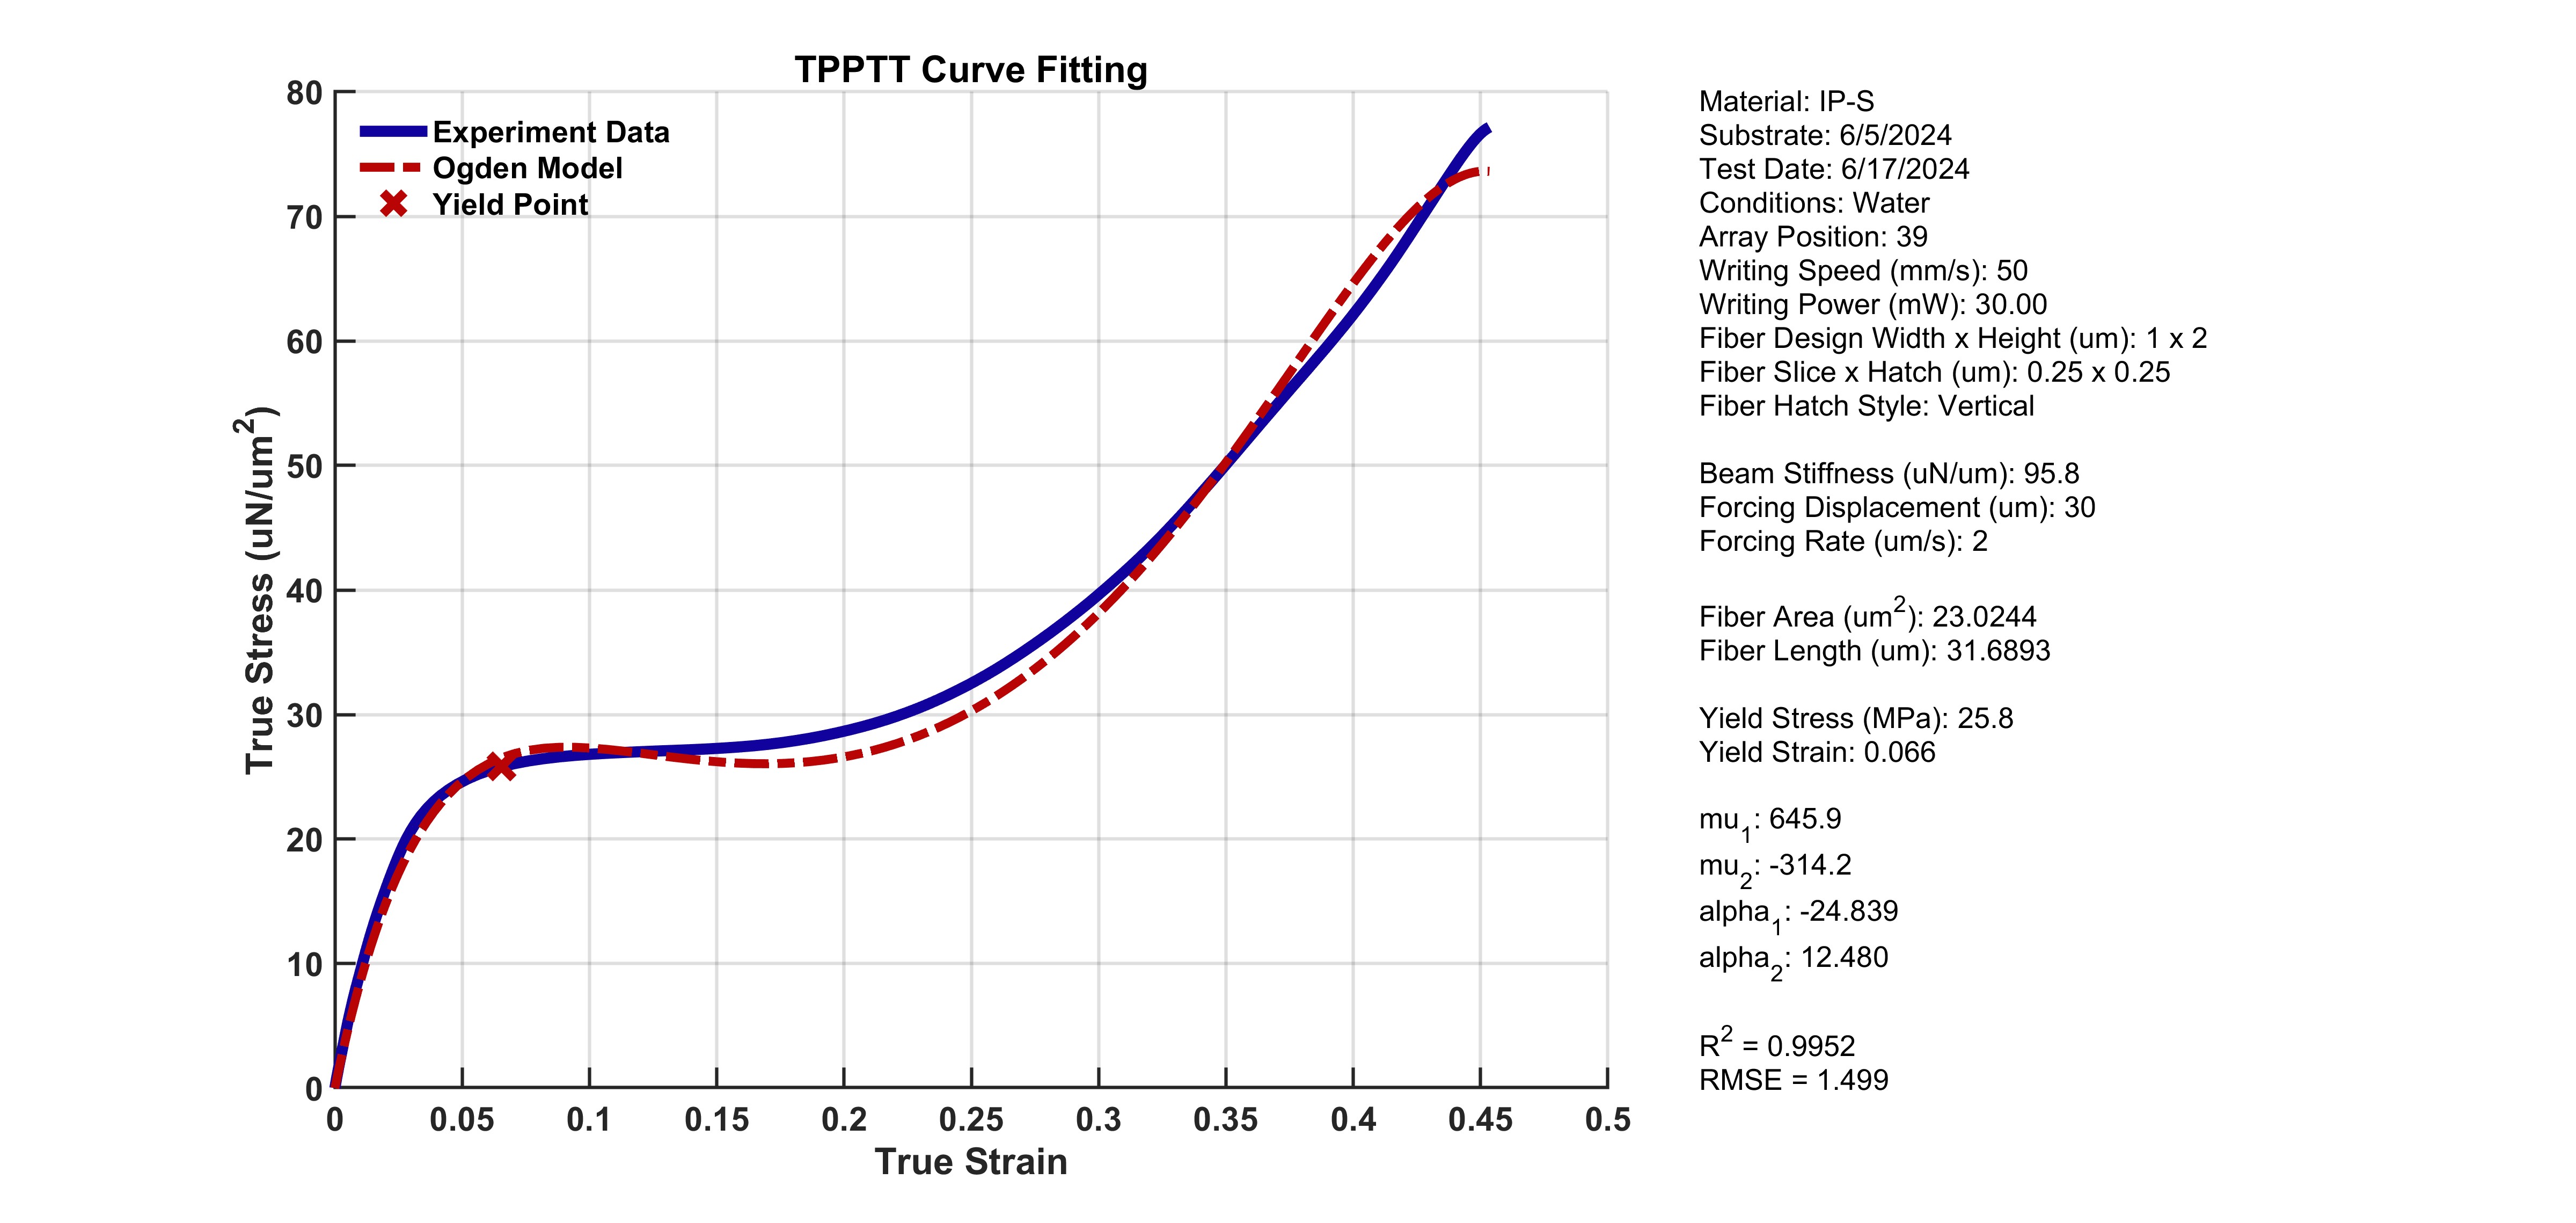 TPPTT Curve Fitting
Experiment Data
Ogden Model
Yield Point
True Stress (uN/um²)
80
70
60
50
40
30
20
10
0
0 0.05 0.1 0.15 0.2 0.25 0.3 0.35 0.4 0.45 0.5
True Strain
Material: IP-S
Substrate: 6/5/2024
Test Date: 6/17/2024
Conditions: Water
Array Position: 39
Writing Speed (mm/s): 50
Writing Power (mW): 30.00
Fiber Design Width x Height (um): 1 x 2
Fiber Slice x Hatch (um): 0.25 x 0.25
Fiber Hatch Style: Vertical
Beam Stiffness (uN/um): 95.8
Forcing Displacement (um): 30
Forcing Rate (um/s): 2
Fiber Area (um²): 23.0244
Fiber Length (um): 31.6893
Yield Stress (MPa): 25.8
Yield Strain: 0.066
mu₁: 645.9
mu₂: -314.2
alpha₁: -24.839
alpha₂: 12.480
R² = 0.9952
RMSE = 1.499